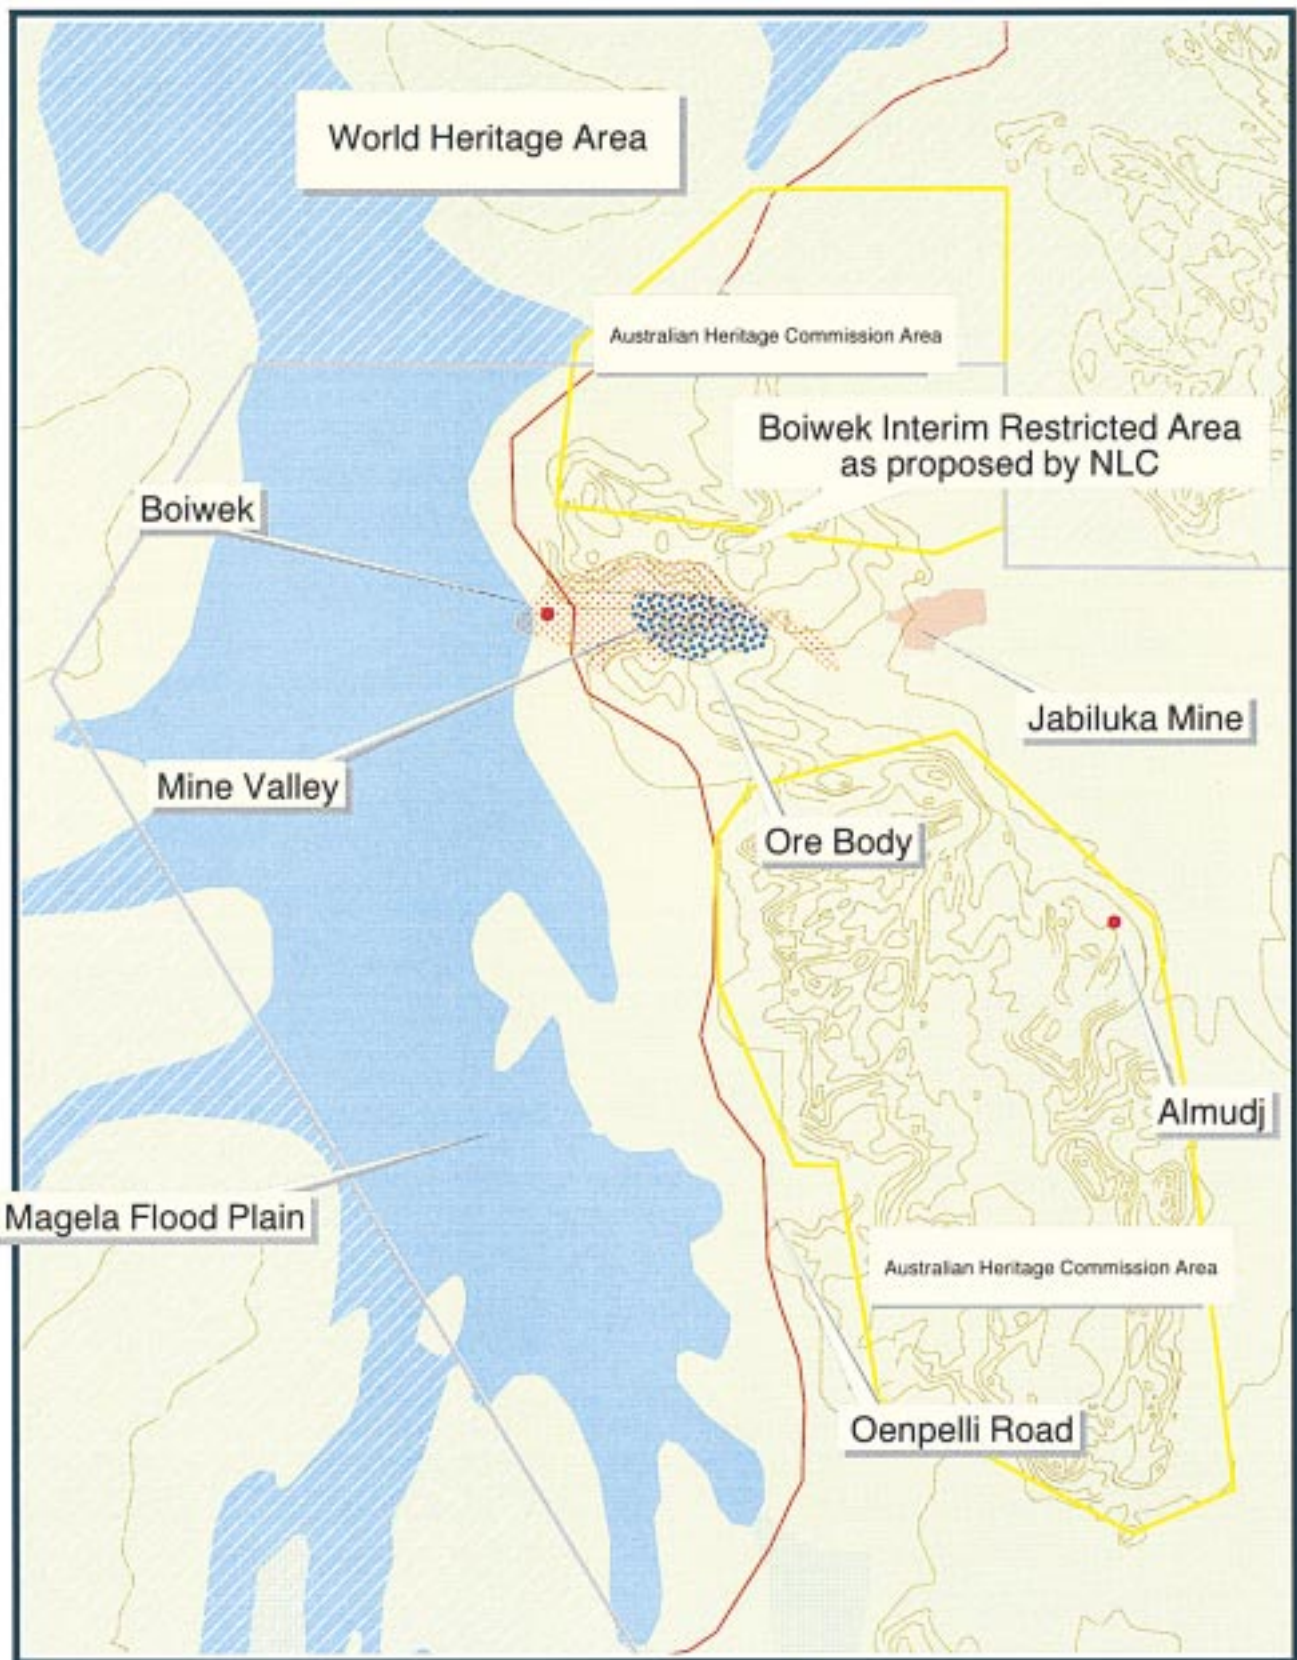 World Heritage Area
Australian Heritage Commission Area
Boiwek Interim Restricted Area
as proposed by NLC
Boiwek
Jabiluka Mine
Mine Valley
Ore Body
Almudj
Magela Flood Plain
Australian Heritage Commission Area
Oenpelli Road